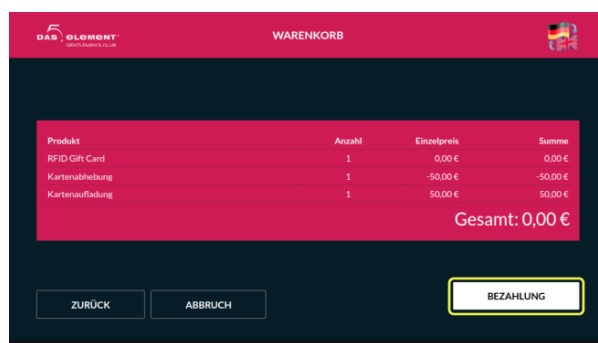 DAS 5. element
GENTLEMEN'S CLUB
WARENKORB
Produkt Anzahl Einzelpreis Summe
RFID Gift Card 1 0,00 € 0,00 €
Kartenabhebung 1 -50,00 € -50,00 €
Kartenaufladung 1 50,00 € 50,00 €
Gesamt: 0,00 €
ZURÜCK ABBRUCH BEZAHLUNG